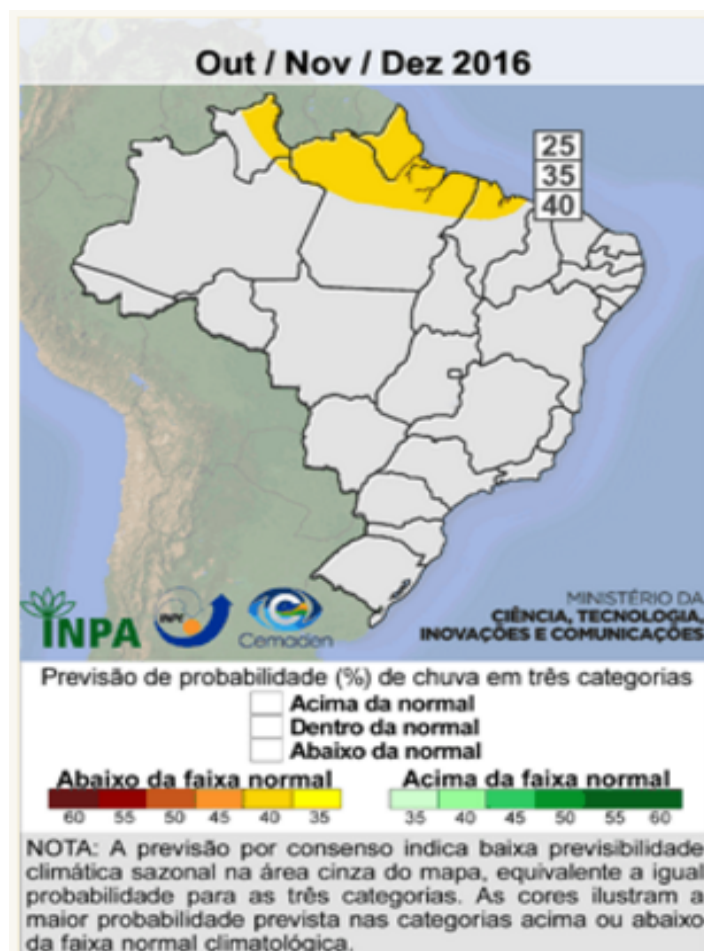 Out / Nov / Dez 2016
25
35
40
INPA
INPE
Cemaden
MINISTÉRIO DA
CIÊNCIA, TECNOLOGIA,
INOVAÇÕES E COMUNICAÇÕES
Previsão de probabilidade (%) de chuva em três categorias
Acima da normal
Dentro da normal
Abaixo da normal
Abaixo da faixa normal
60 55 50 45 40 35
Acima da faixa normal
35 40 45 50 55 60
NOTA: A previsão por consenso indica baixa previsibilidade
climática sazonal na área cinza do mapa, equivalente a igual
probabilidade para as três categorias. As cores ilustram a
maior probabilidade prevista nas categorias acima ou abaixo
da faixa normal climatológica.